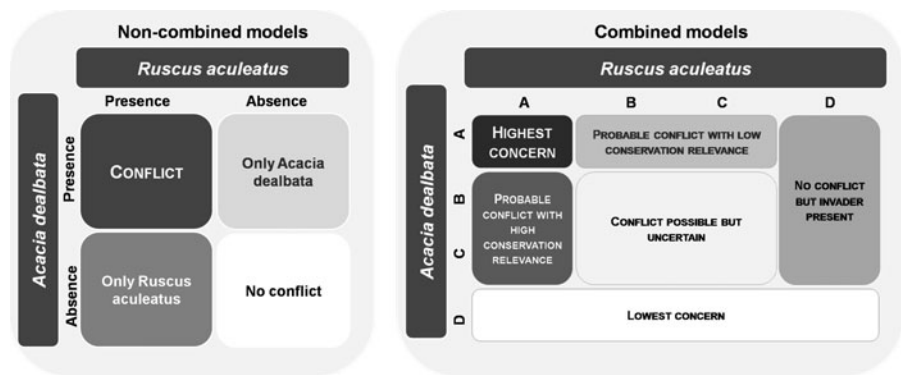 Non-combined models
Ruscus aculeatus
Presence
Absence
Acacia dealbata
Presence
Absence
CONFLICT
Only Acacia
dealbata
Only Ruscus
aculeatus
No conflict
Combined models
Ruscus aculeatus
A
B
C
D
Acacia dealbata
A
B
C
D
HIGHEST
CONCERN
PROBABLE CONFLICT WITH LOW
CONSERVATION RELEVANCE
NO CONFLICT
BUT INVADER
PRESENT
PROBABLE
CONFLICT WITH
HIGH
CONSERVATION
RELEVANCE
CONFLICT POSSIBLE BUT
UNCERTAIN
LOWEST CONCERN